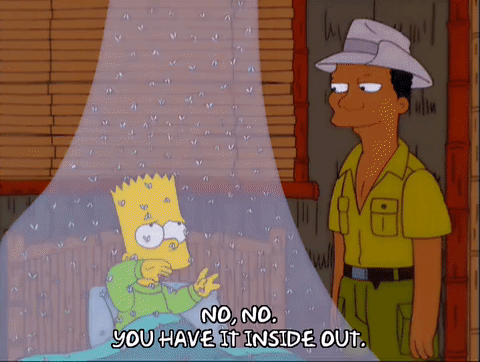 NO, NO.
YOU HAVE IT INSIDE OUT.